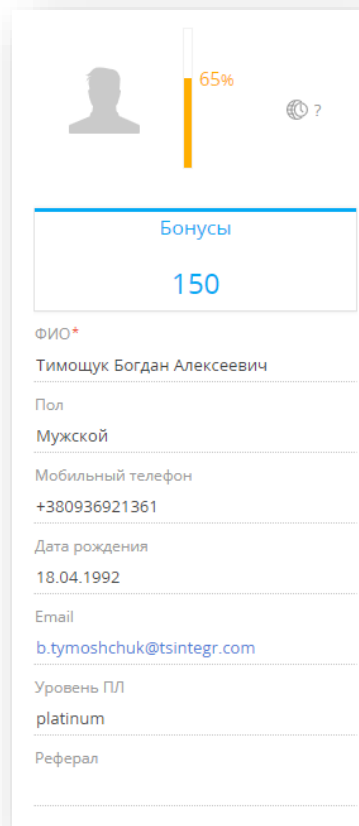 65%
?
Бонусы
150
ФИО*
Тимощук Богдан Алексеевич
Пол
Мужской
Мобильный телефон
+380936921361
Дата рождения
18.04.1992
Email
b.tymoshchuk@tsintegr.com
Уровень ПЛ
platinum
Реферал